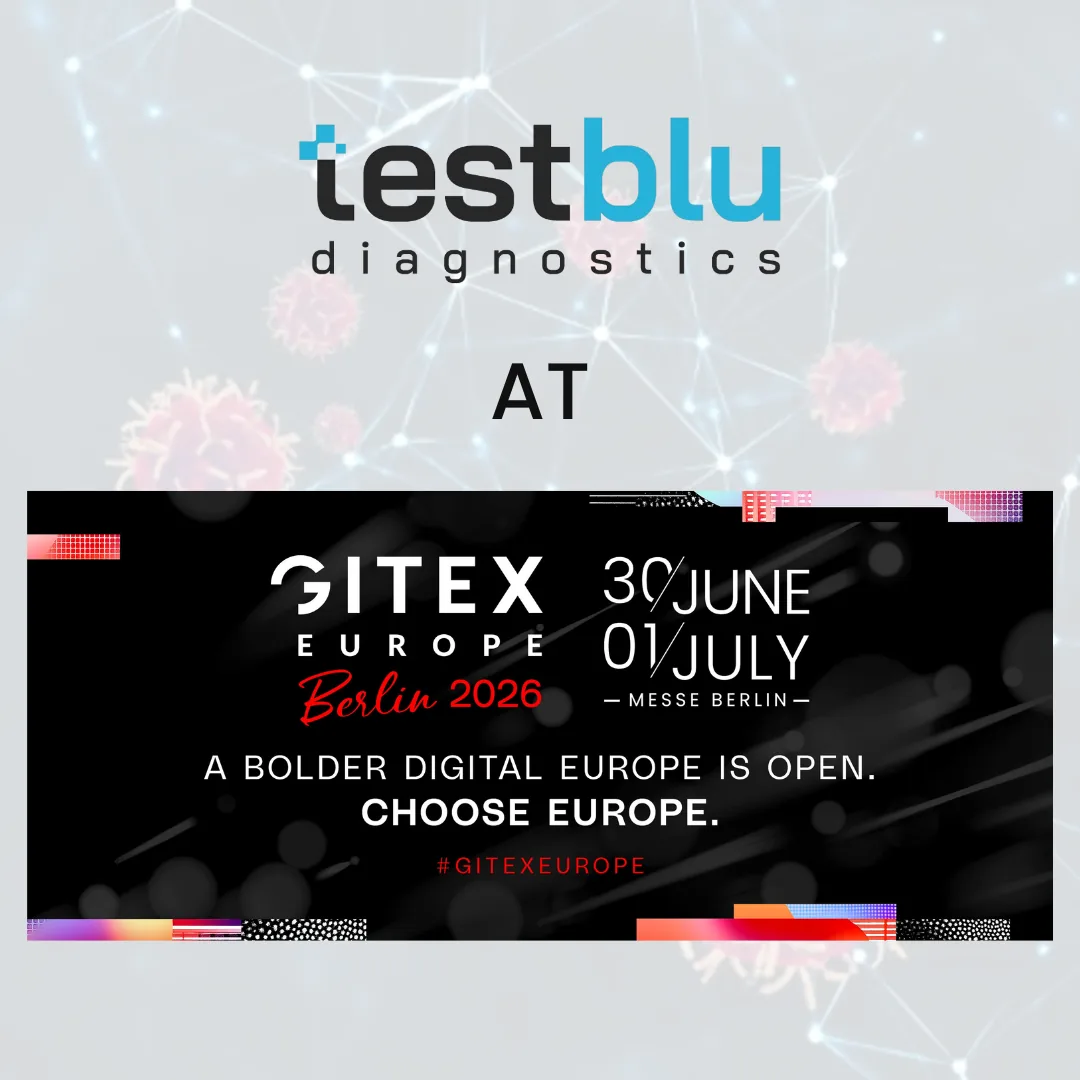 testblu
diagnostics
AT
GITEX
EUROPE
Berlin 2026
30/JUNE
01/JULY
MESSE BERLIN
A BOLDER DIGITAL EUROPE IS OPEN.
CHOOSE EUROPE.
#GITEXEUROPE